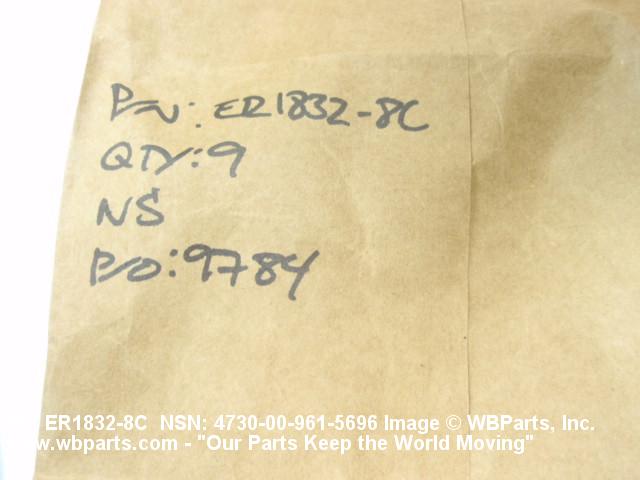 P/N: ER1832-8C
QTY: 9
NS
P/O: 9784
ER1832-8C NSN: 4730-00-961-5696 Image © WBParts, Inc.
w.wbparts.com - "Our Parts Keep the World Moving"